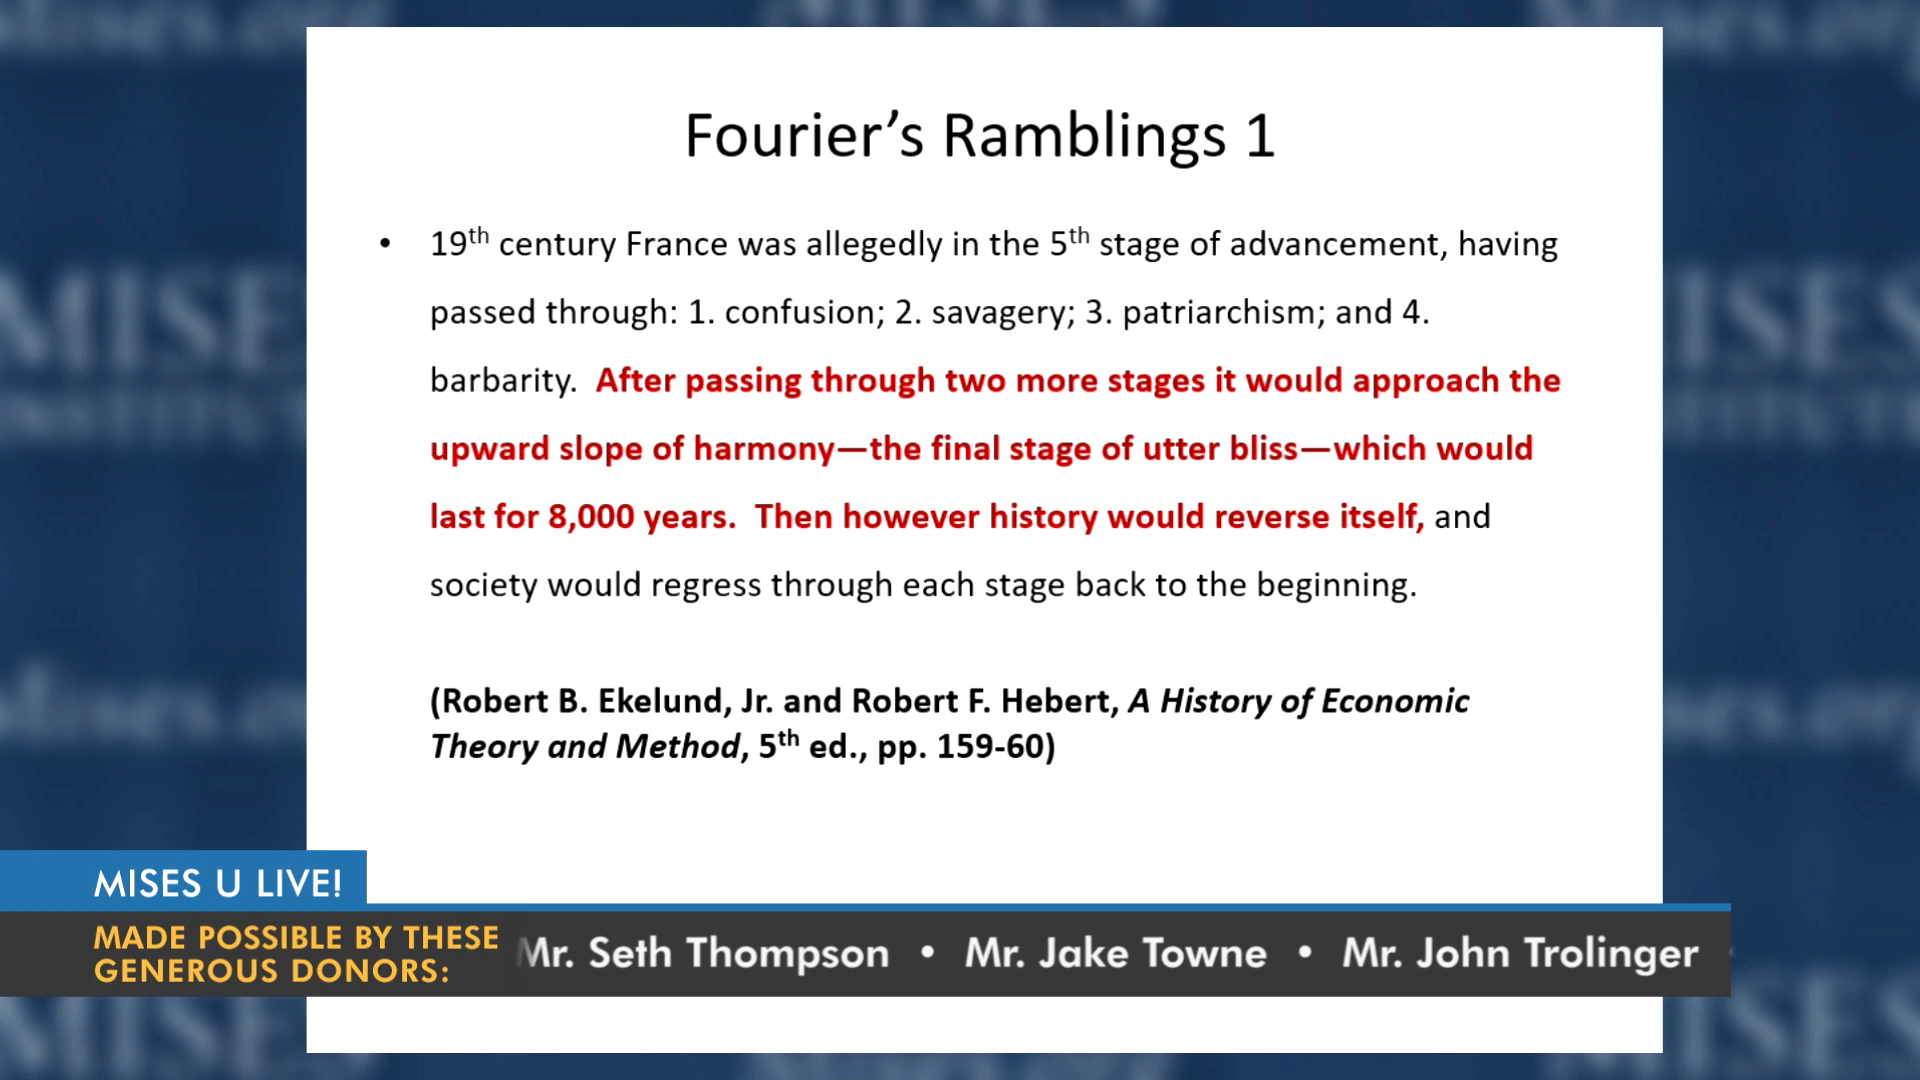 Fourier’s Ramblings 1
• 19th century France was allegedly in the 5th stage of advancement, having
passed through: 1. confusion; 2. savagery; 3. patriarchism; and 4.
barbarity. After passing through two more stages it would approach the
upward slope of harmony—the final stage of utter bliss—which would
last for 8,000 years. Then however history would reverse itself, and
society would regress through each stage back to the beginning.
(Robert B. Ekelund, Jr. and Robert F. Hebert, A History of Economic
Theory and Method, 5th ed., pp. 159-60)
MISES U LIVE!
MADE POSSIBLE BY THESE
GENEROUS DONORS:
Mr. Seth Thompson • Mr. Jake Towne • Mr. John Trolinger